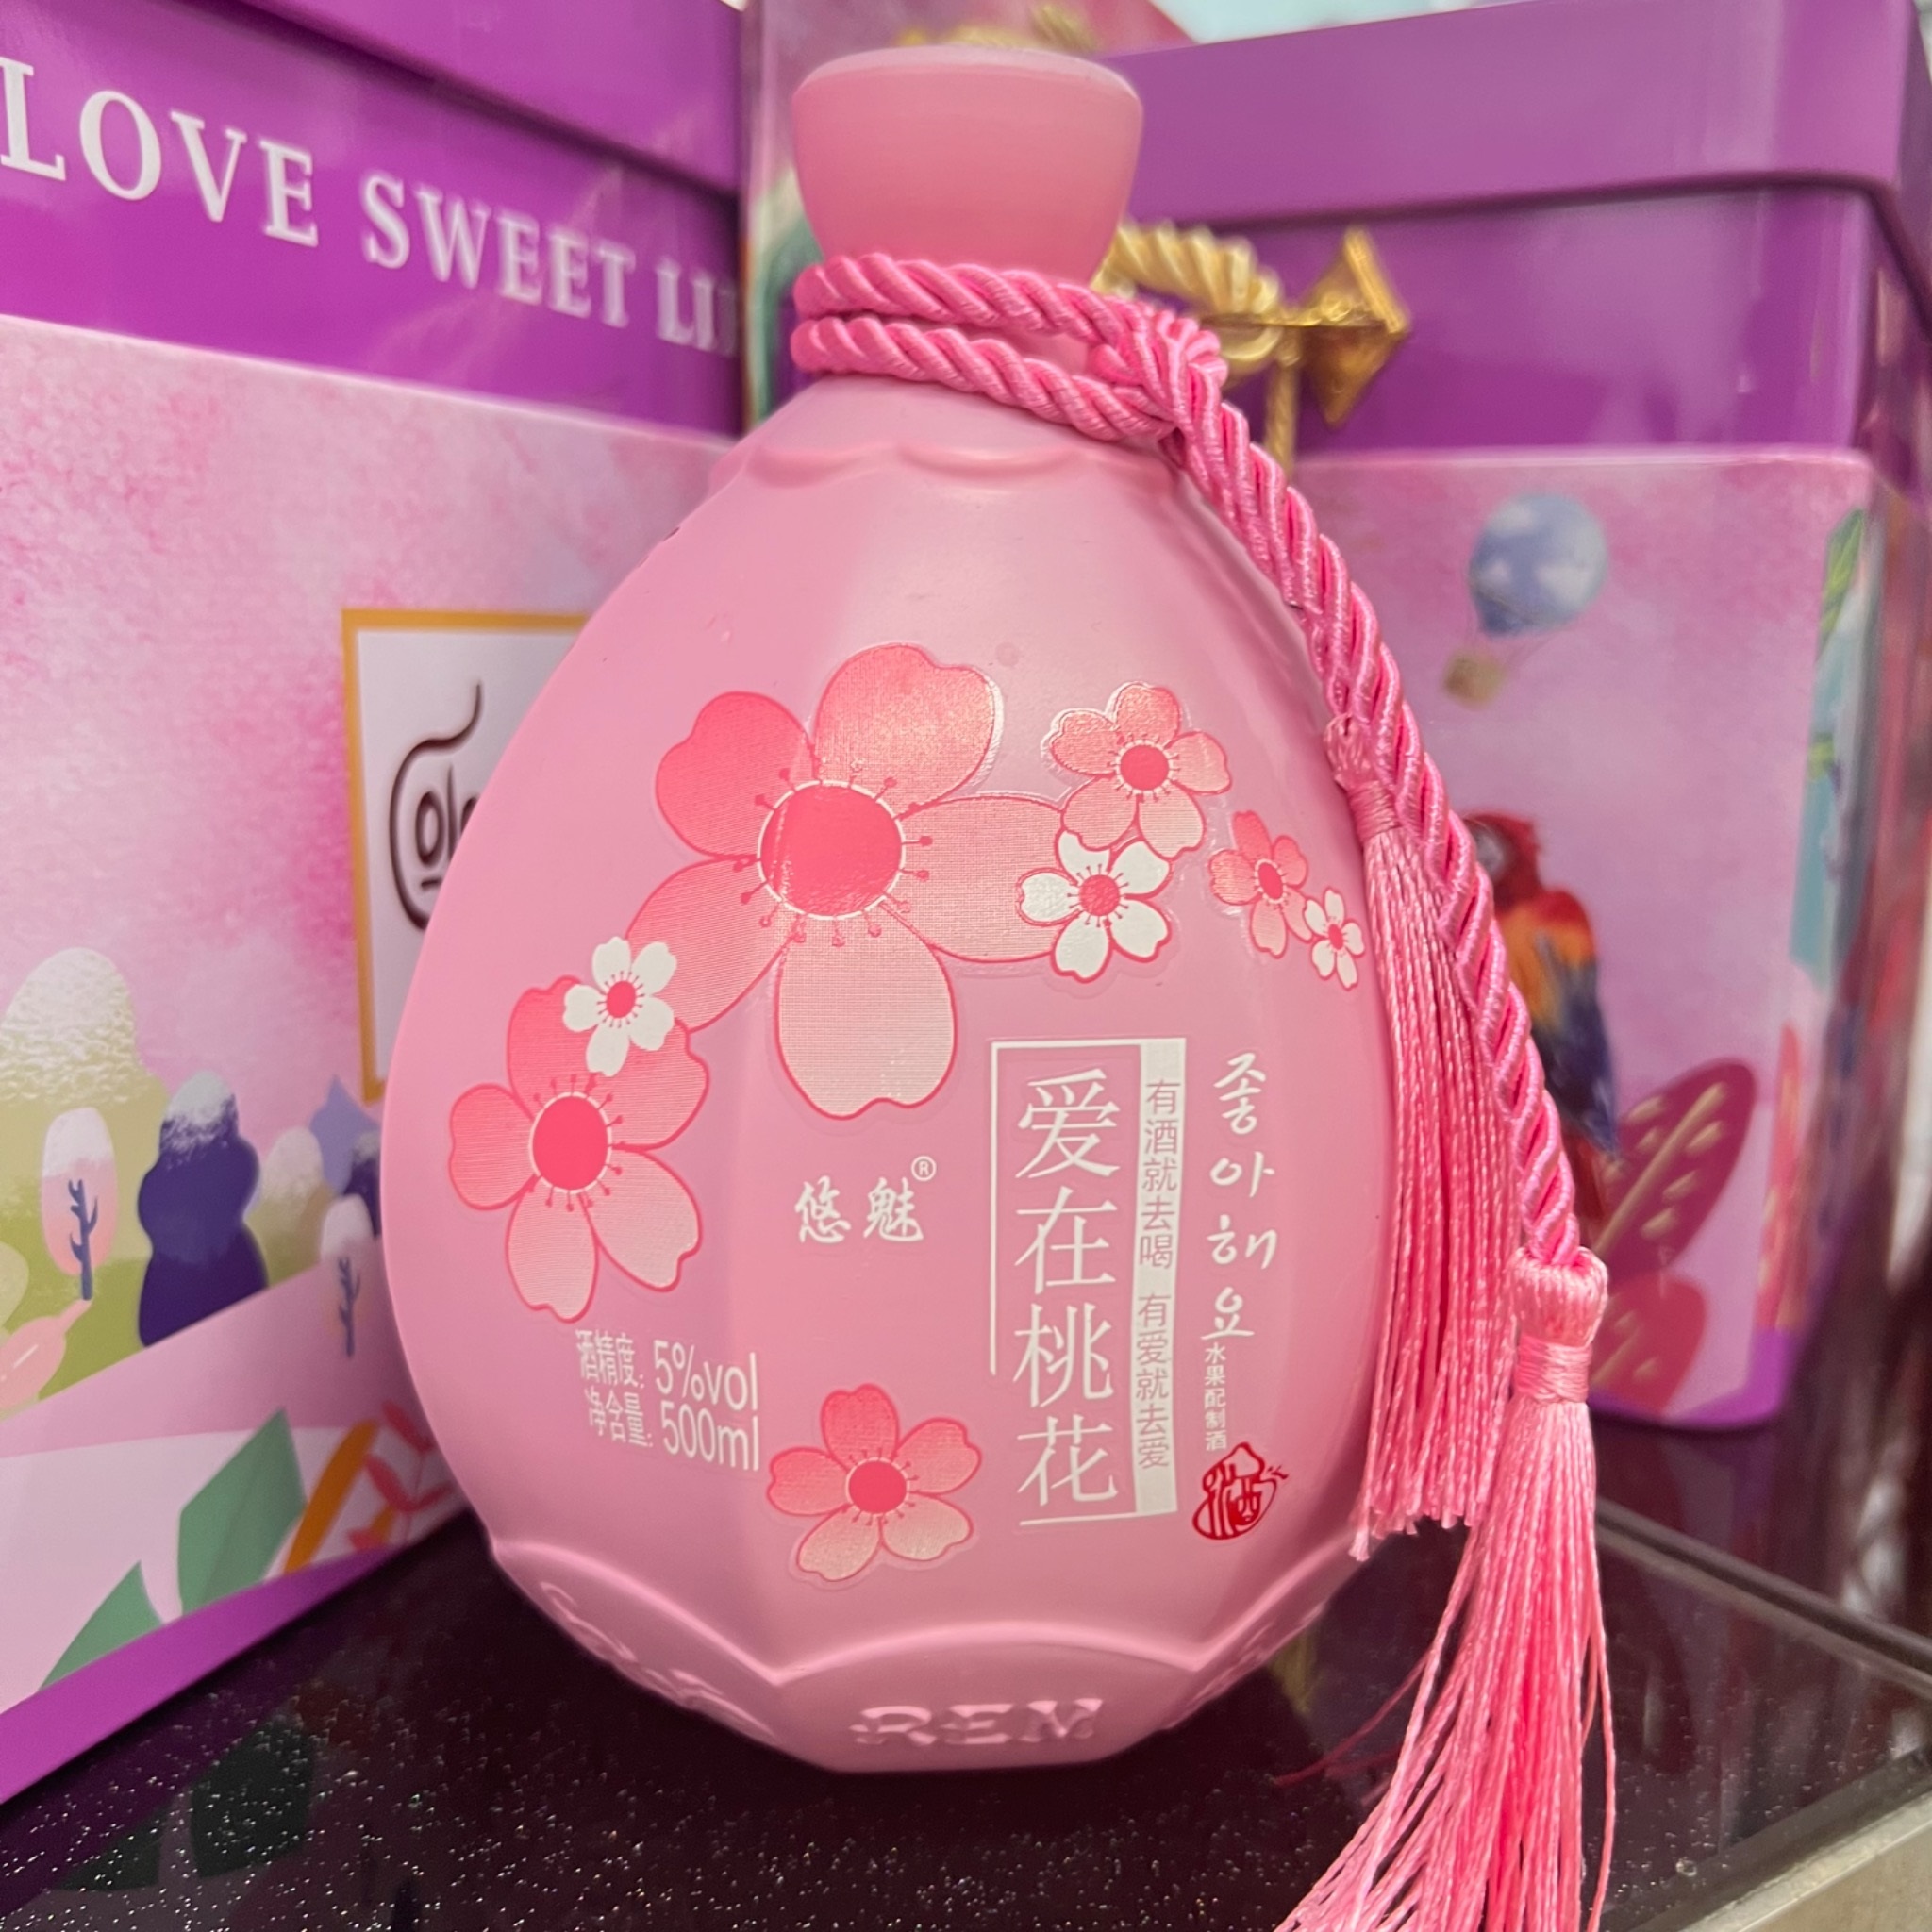 LOVE SWEET
悠魅®
爱在桃花
有酒就去喝 有爱就去爱
좋아해요
水果配制酒
酒
酒精度: 5%vol
净含量: 500ml
REM